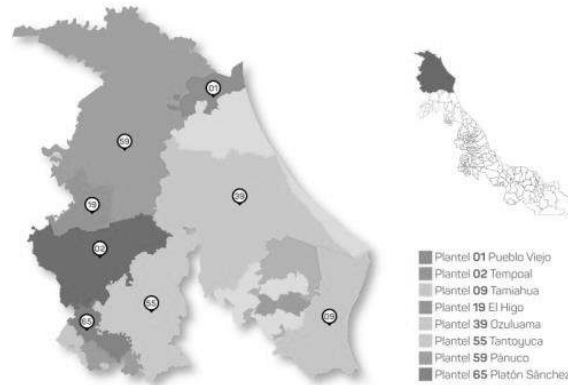 01
59
39
19
02
55
65
09
Plantel 01 Pueblo Viejo
Plantel 02 Tempoal
Plantel 09 Tamiahua
Plantel 19 El Higo
Plantel 39 Ozuluama
Plantel 55 Tantoyuca
Plantel 59 Pánuco
Plantel 65 Platón Sánchez